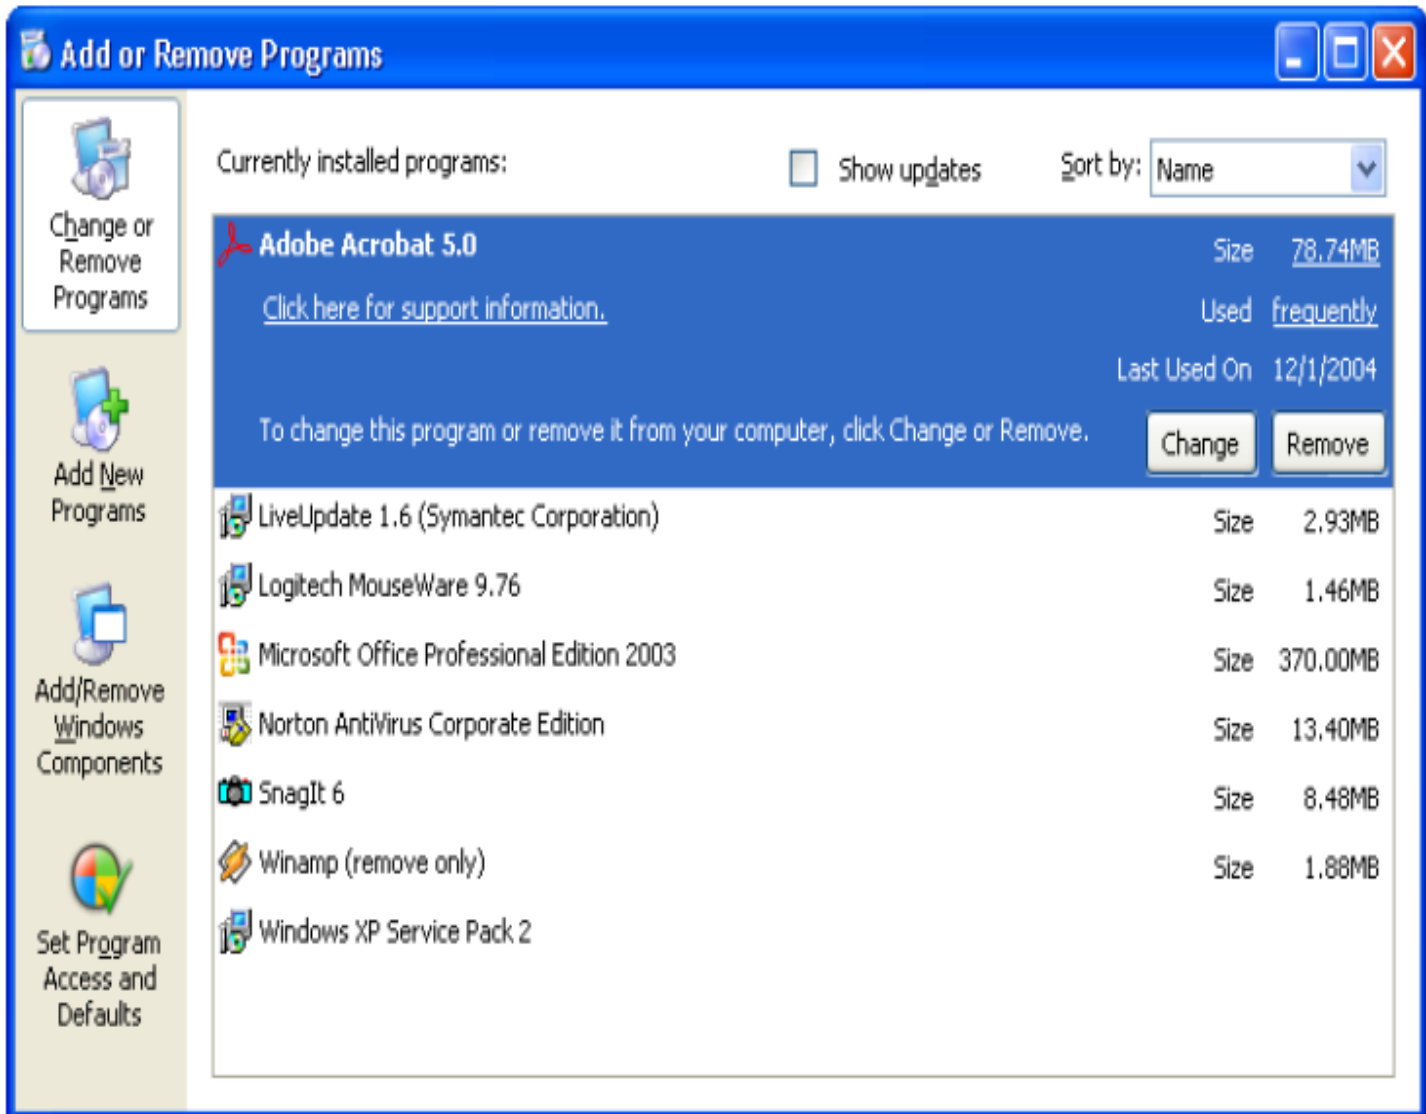 Add or Remove Programs
Change or
Remove
Programs
Add New
Programs
Add/Remove
Windows
Components
Set Program
Access and
Defaults
Currently installed programs: Show updates Sort by: Name
Adobe Acrobat 5.0 Size 78.74MB
Click here for support information. Used frequently
Last Used On 12/1/2004
To change this program or remove it from your computer, click Change or Remove. Change Remove
LiveUpdate 1.6 (Symantec Corporation) Size 2.93MB
Logitech MouseWare 9.76 Size 1.46MB
Microsoft Office Professional Edition 2003 Size 370.00MB
Norton AntiVirus Corporate Edition Size 13.40MB
SnagIt 6 Size 8.48MB
Winamp (remove only) Size 1.88MB
Windows XP Service Pack 2